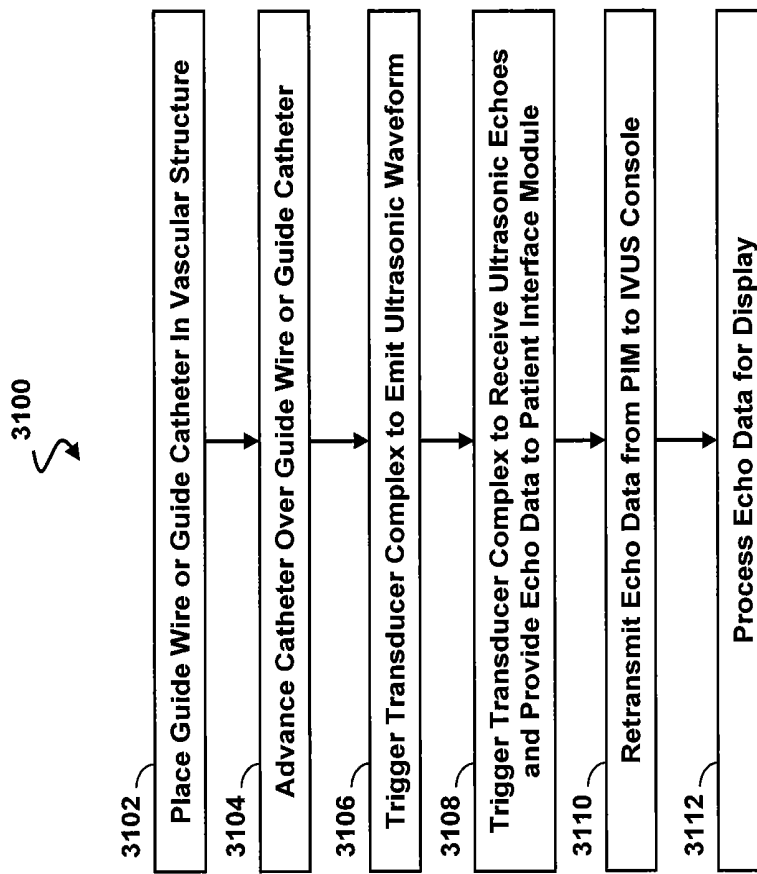 3100
3102
Place Guide Wire or Guide Catheter In Vascular Structure
3104
Advance Catheter Over Guide Wire or Guide Catheter
3106
Trigger Transducer Complex to Emit Ultrasonic Waveform
3108
Trigger Transducer Complex to Receive Ultrasonic Echoes
and Provide Echo Data to Patient Interface Module
3110
Retransmit Echo Data from PIM to IVUS Console
3112
Process Echo Data for Display